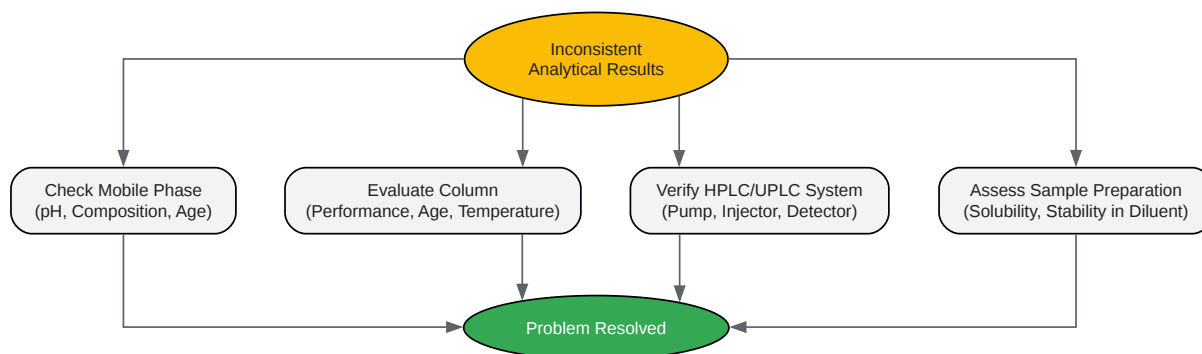 Inconsistent
Analytical Results
Check Mobile Phase
(pH, Composition, Age)
Evaluate Column
(Performance, Age, Temperature)
Verify HPLC/UPLC System
(Pump, Injector, Detector)
Assess Sample Preparation
(Solubility, Stability in Diluent)
Problem Resolved